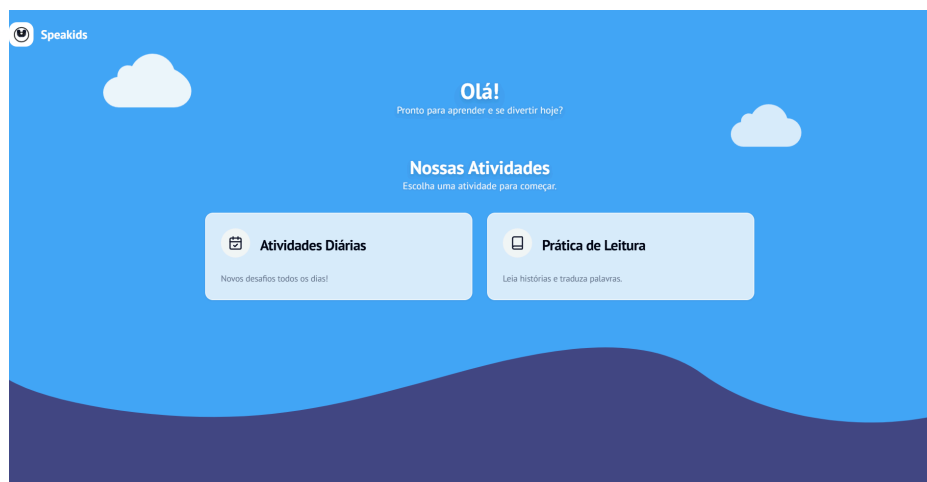 Speakids
Olá!
Pronto para aprender e se divertir hoje?
Nossas Atividades
Escolha uma atividade para começar.
Atividades Diárias
Novos desafios todos os dias!
Prática de Leitura
Leia histórias e traduza palavras.